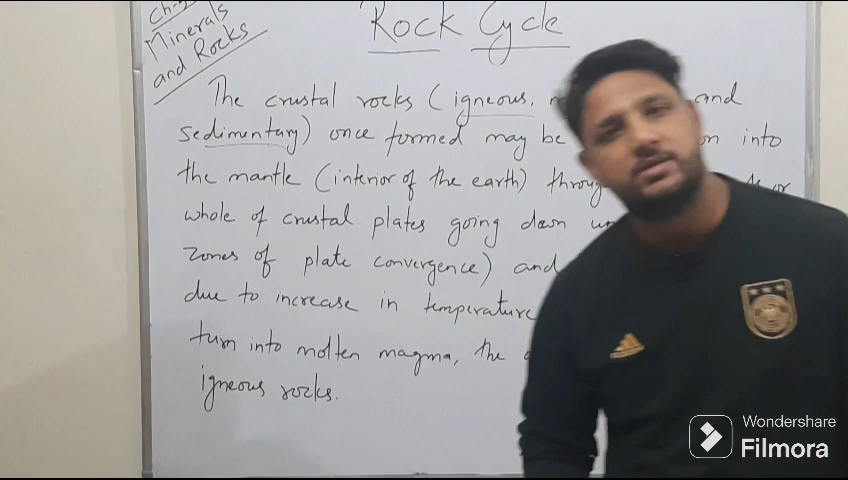 Ch-5
Minerals
and Rocks
Rock Cycle
The crustal rocks (igneous, and
sedimentary) once formed may be into
the mantle (interior of the earth) or
whole of crustal plates going down
zones of plate convergence) and
due to increase in temperature
turn into molten magma, the
igneous rocks.
Wondershare
Filmora